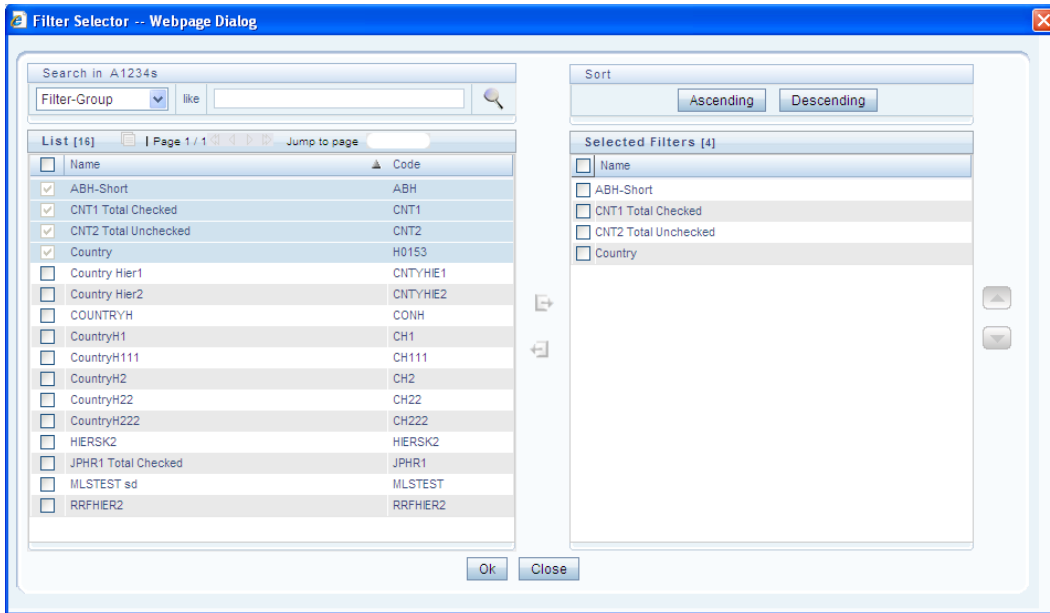 Filter Selector -- Webpage Dialog
Search in A1234s
Filter-Group like
List [16] | Page 1 / 1 Jump to page
Name Code
ABH-Short ABH
CNT1 Total Checked CNT1
CNT2 Total Unchecked CNT2
Country H0153
Country Hier1 CNTYHIE1
Country Hier2 CNTYHIE2
COUNTRYH CONH
CountryH1 CH1
CountryH111 CH111
CountryH2 CH2
CountryH22 CH22
CountryH222 CH222
HIERSK2 HIERSK2
JPHR1 Total Checked JPHR1
MLSTEST sd MLSTEST
RRFHIER2 RRFHIER2
Sort
Ascending Descending
Selected Filters [4]
Name
ABH-Short
CNT1 Total Checked
CNT2 Total Unchecked
Country
Ok Close